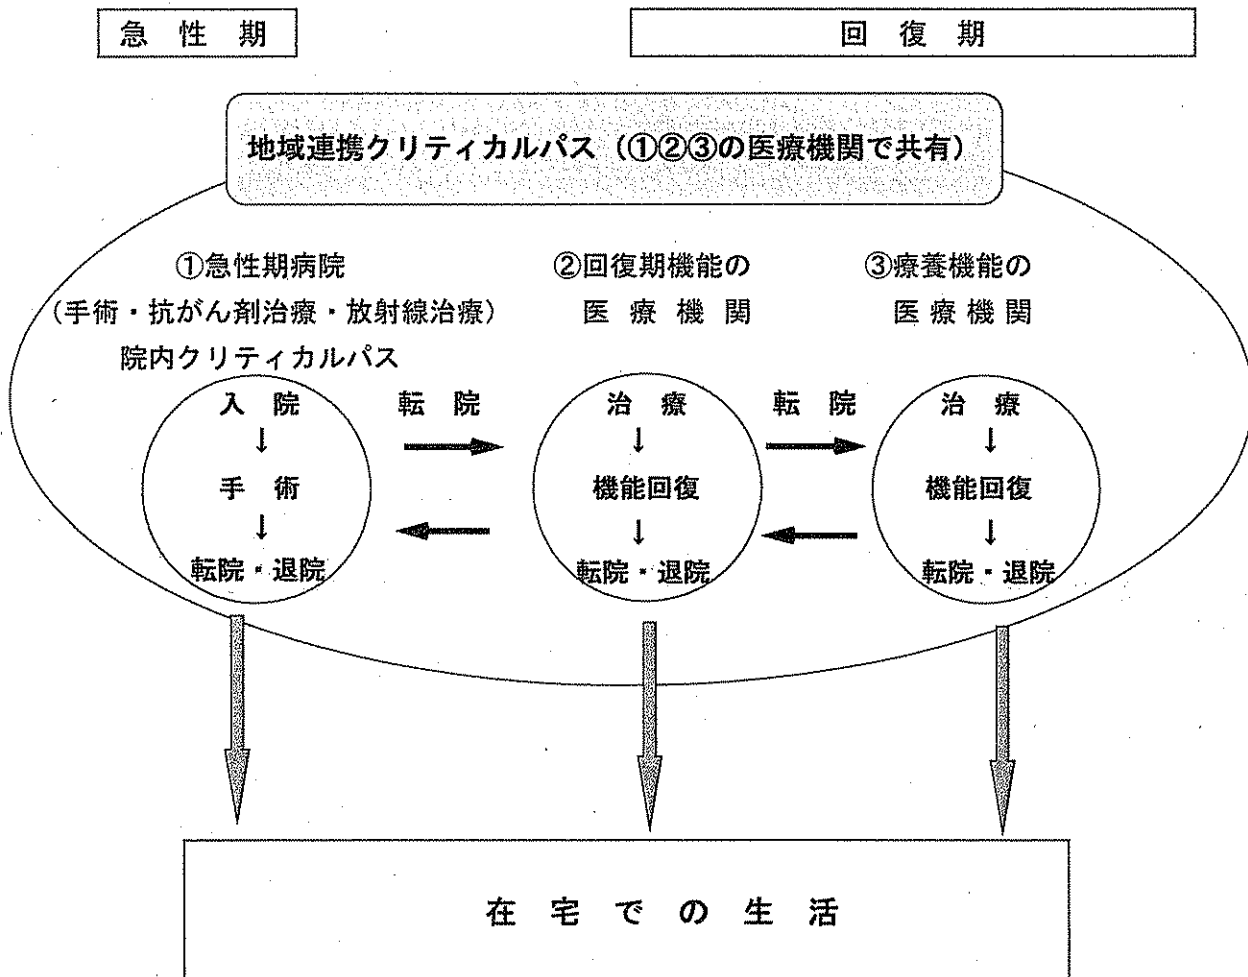 急性期
回復期
地域連携クリティカルパス（①②③の医療機関で共有）
①急性期病院
（手術・抗がん剤治療・放射線治療）
院内クリティカルパス
②回復期機能の
医療機関
③療養機能の
医療機関
入院
↓
手術
↓
転院・退院
転院
治療
↓
機能回復
↓
転院・退院
転院
治療
↓
機能回復
↓
転院・退院
在宅での生活